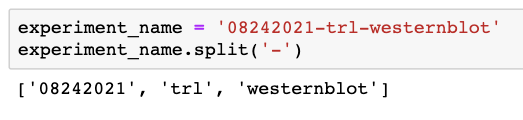 experiment_name = '08242021-trl-westernblot'
experiment_name.split('-')
['08242021', 'trl', 'westernblot']